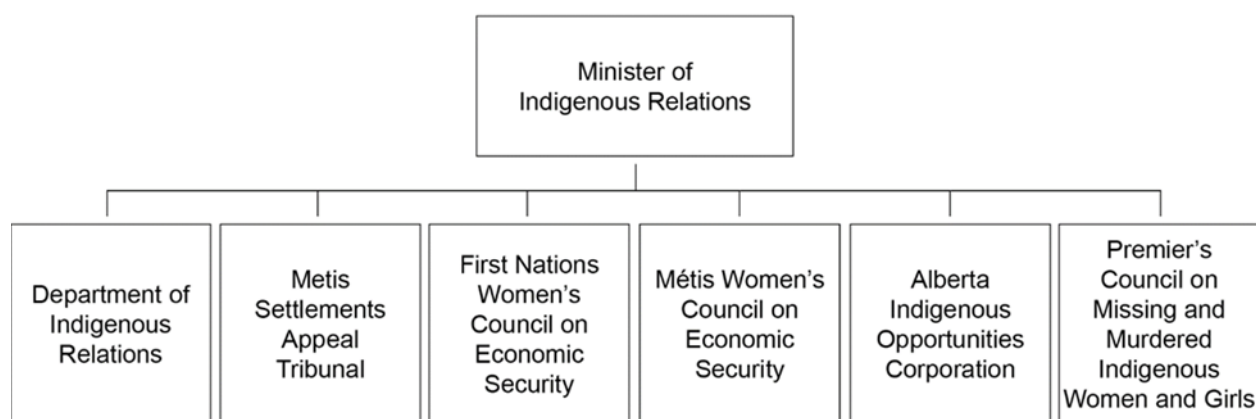 Minister of
Indigenous Relations
Department of
Indigenous
Relations
Metis
Settlements
Appeal
Tribunal
First Nations
Women's
Council on
Economic
Security
Métis Women's
Council on
Economic
Security
Alberta
Indigenous
Opportunities
Corporation
Premier's
Council on
Missing and
Murdered
Indigenous
Women and Girls